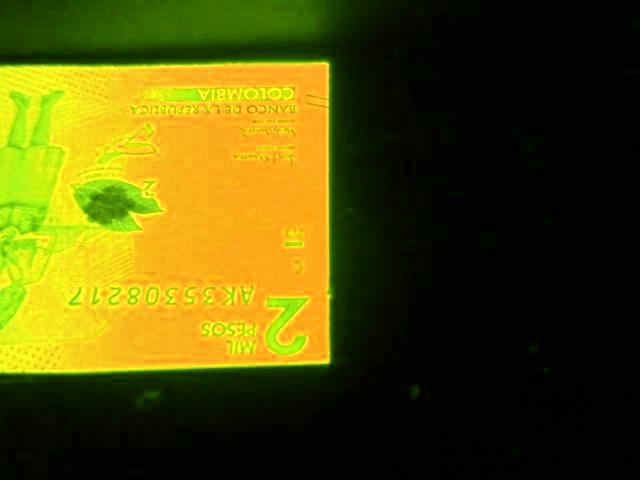 2 MIL
PESOS
AK35308217
2
BANCO DE LA REPÚBLICA
COLOMBIA